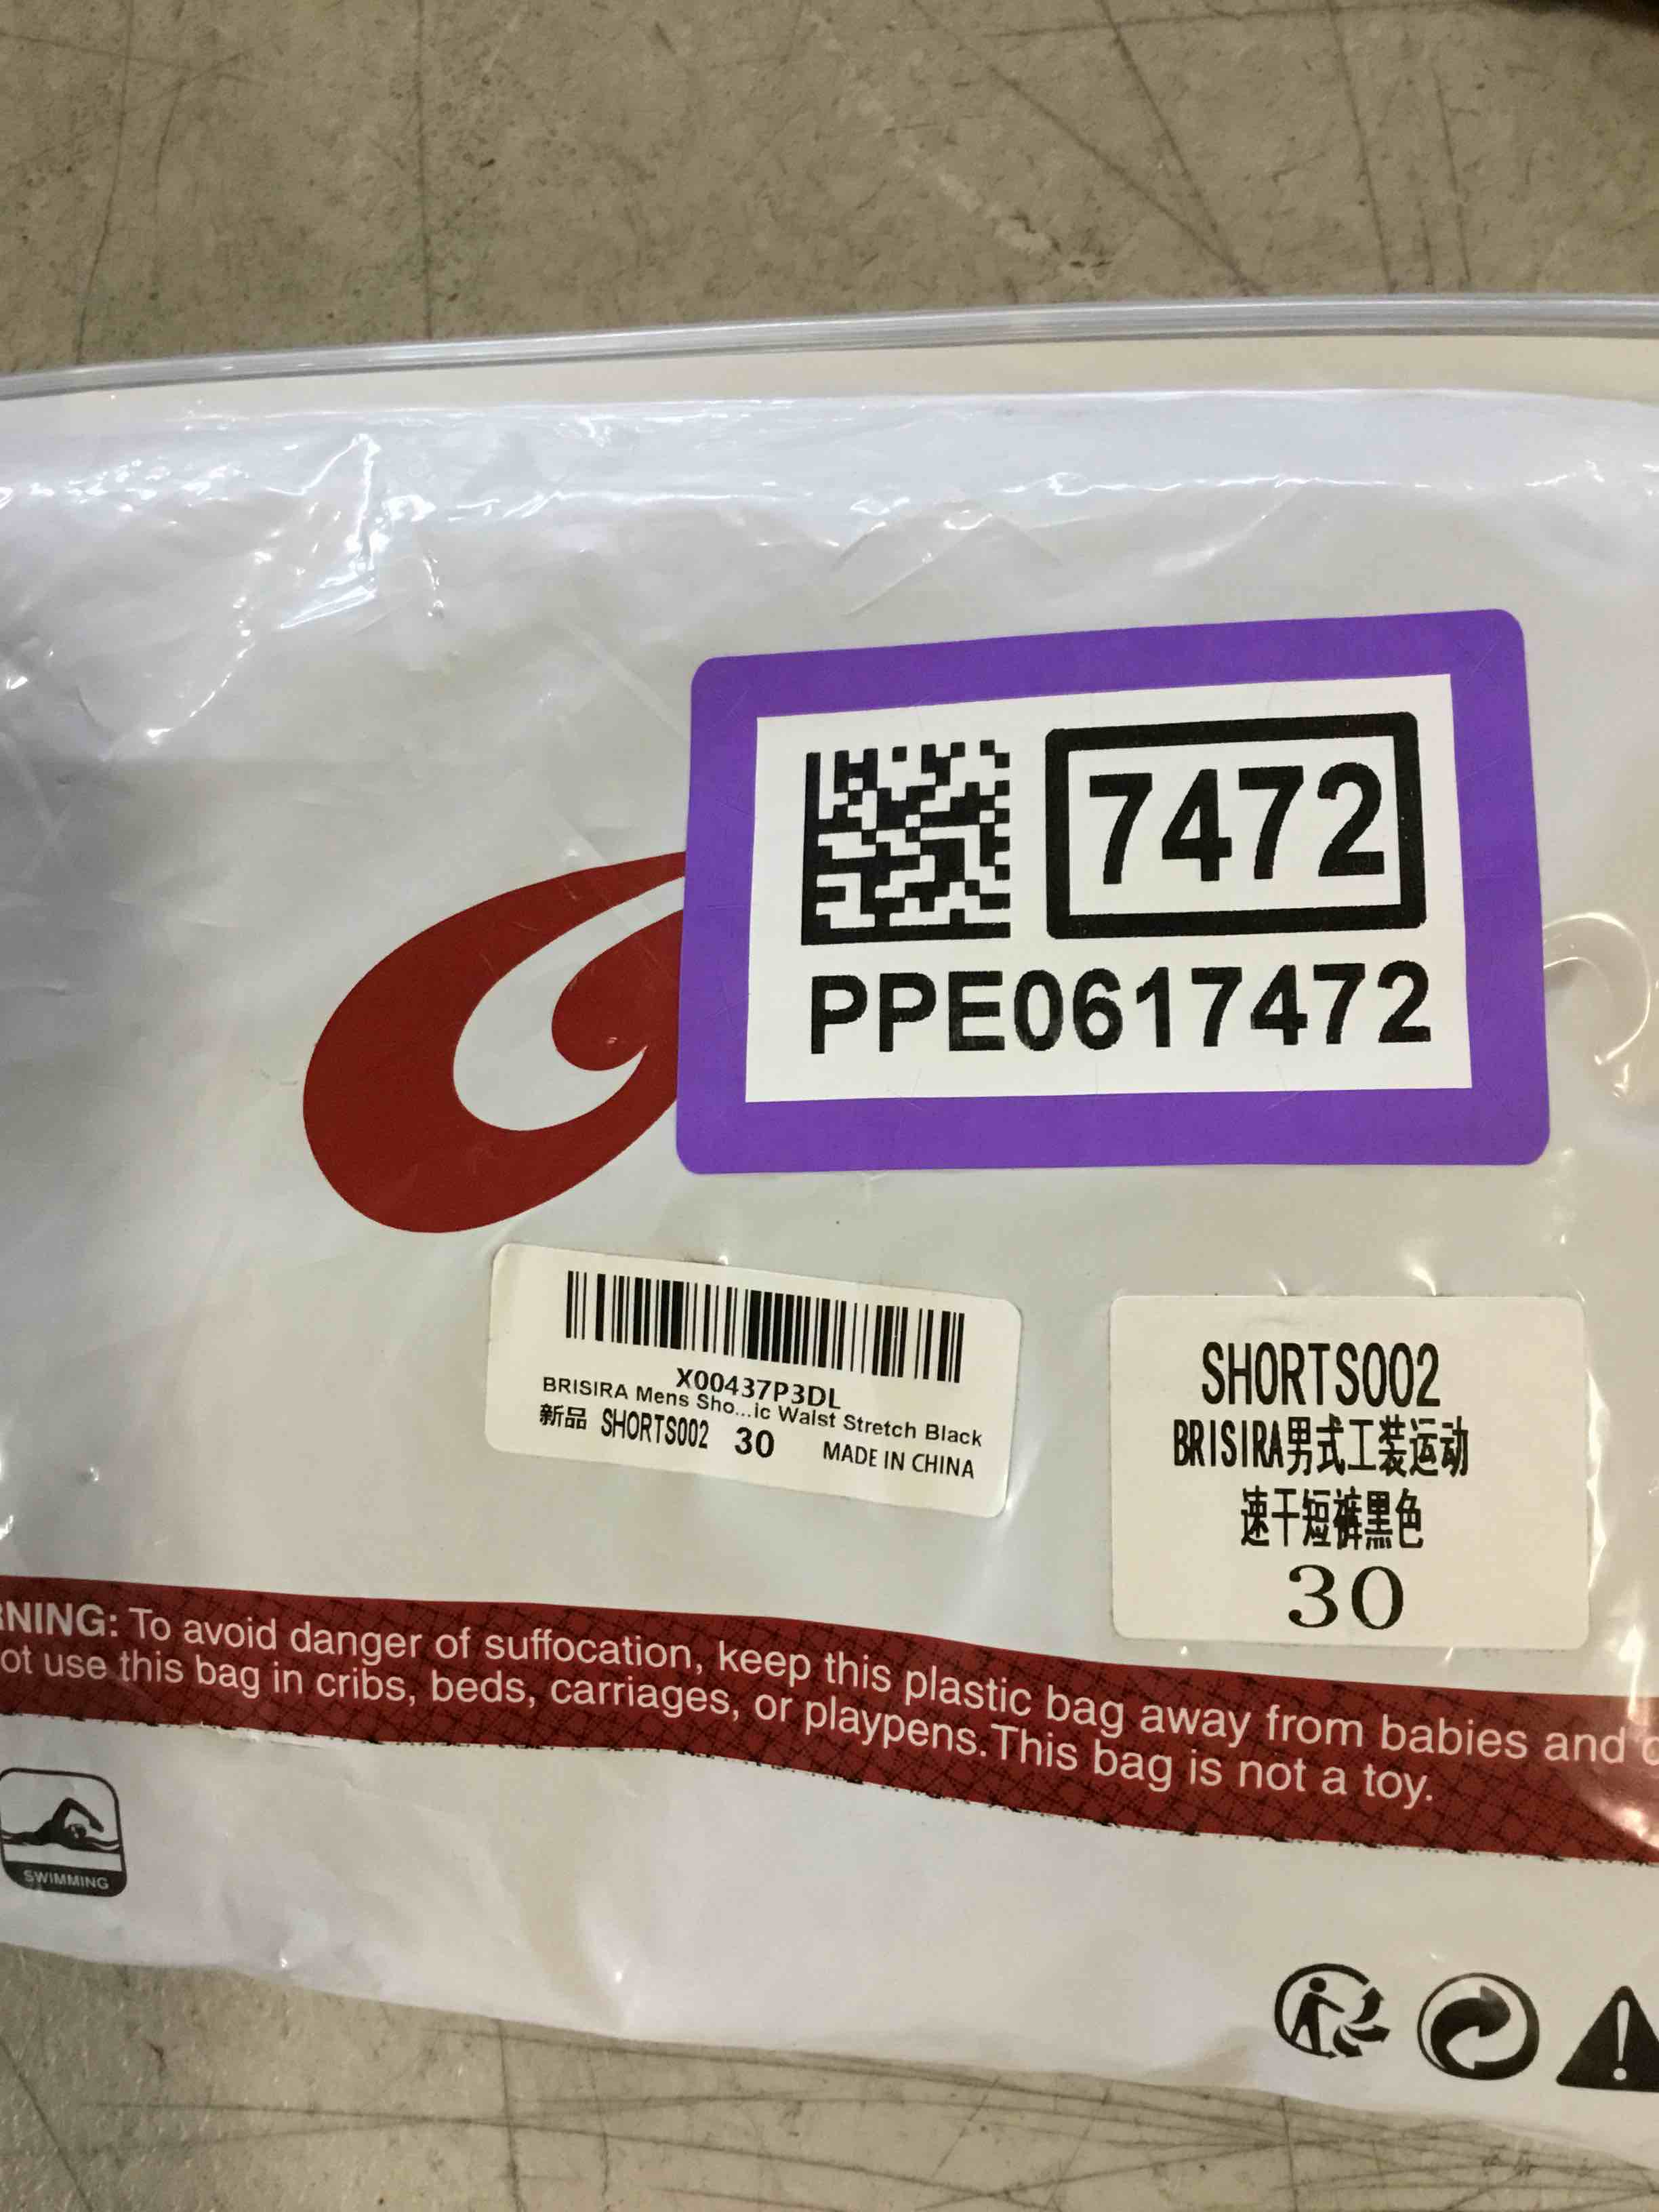 7472
PPE0617472
X00437P3DL
BRISIRA Mens Sho...ic Waist Stretch Black
新品 SHORTS002 30 MADE IN CHINA
SHORTS002
BRISIRA男式工装运动
速干短裤黑色
30
NING: To avoid danger of suffocation, keep this plastic bag away from babies and
ot use this bag in cribs, beds, carriages, or playpens.This bag is not a toy.
SWIMMING